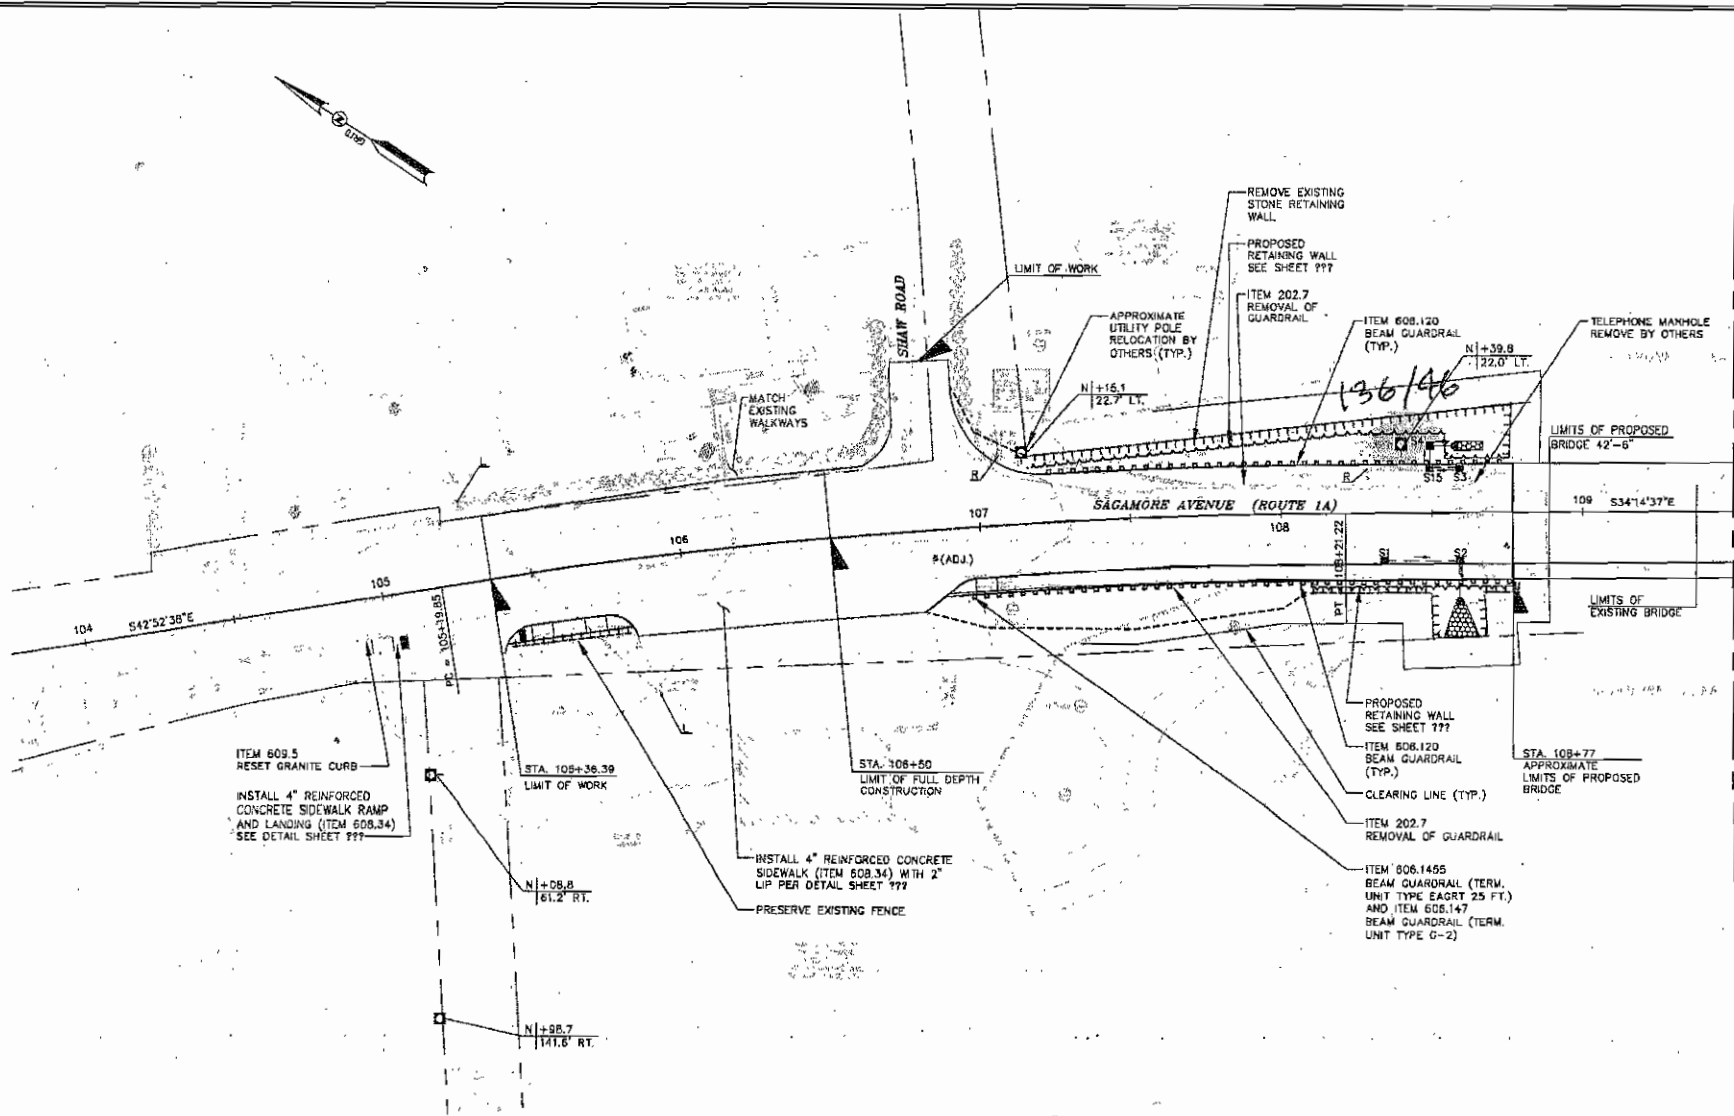 GRID
REMOVE EXISTING
STONE RETAINING
WALL
PROPOSED
RETAINING WALL
SEE SHEET ???
LIMIT OF WORK
ITEM 202.7
REMOVAL OF
GUARDRAIL
SHAW ROAD
APPROXIMATE
UTILITY POLE
RELOCATION BY
OTHERS (TYP.)
ITEM 606.120
BEAM GUARDRAIL
(TYP.)
TELEPHONE MANHOLE
REMOVE BY OTHERS
N +39.8
22.0' LT.
136/46
N +15.1
22.7' LT.
MATCH
EXISTING
WALKWAYS
LIMITS OF PROPOSED
BRIDGE 42'-6"
R
R
S15 S3
SAGAMORE AVENUE (ROUTE 1A)
109 S34°14'37"E
107
108
106
(ADJ.)
S1 S2
PT 108+21.22
105
LIMITS OF
EXISTING BRIDGE
104 S42°52'38"E
PC = 105+19.85
PROPOSED
RETAINING WALL
SEE SHEET ???
ITEM 606.120
BEAM GUARDRAIL
(TYP.)
STA. 108+77
APPROXIMATE
LIMITS OF PROPOSED
BRIDGE
ITEM 609.5
RESET GRANITE CURB
STA. 105+36.39
LIMIT OF WORK
STA. 106+50
LIMIT OF FULL DEPTH
CONSTRUCTION
INSTALL 4" REINFORCED
CONCRETE SIDEWALK RAMP
AND LANDING (ITEM 608.34)
SEE DETAIL SHEET ???
CLEARING LINE (TYP.)
ITEM 202.7
REMOVAL OF GUARDRAIL
INSTALL 4" REINFORCED CONCRETE
SIDEWALK (ITEM 608.34) WITH 2"
LIP PER DETAIL SHEET ???
PRESERVE EXISTING FENCE
ITEM 606.1455
BEAM GUARDRAIL (TERM.
UNIT TYPE EAGRT 25 FT.)
AND ITEM 606.147
BEAM GUARDRAIL (TERM.
UNIT TYPE G-2)
N +08.8
61.2' RT.
N +98.7
141.6' RT.